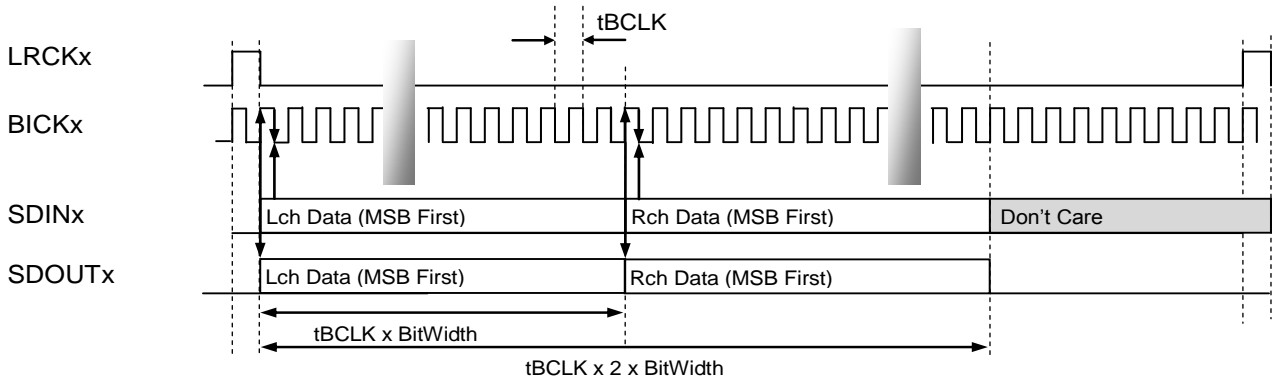 tBCLK
LRCKx
BICKx
SDINx
Lch Data (MSB First)
Rch Data (MSB First)
Don't Care
SDOUTx
Lch Data (MSB First)
Rch Data (MSB First)
tBCLK x BitWidth
tBCLK x 2 x BitWidth